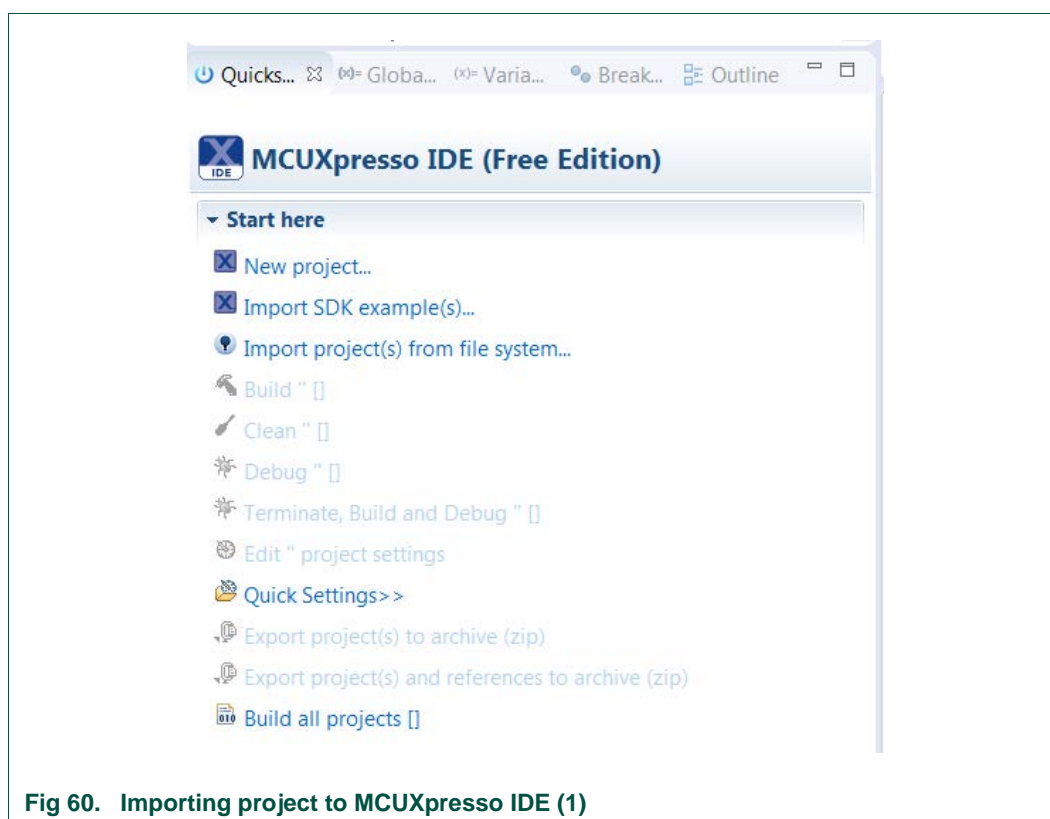 Quicks... (x)= Globa... (x)= Varia... Break... Outline
IDE MCUXpresso IDE (Free Edition)
Start here
New project...
Import SDK example(s)...
Import project(s) from file system...
Build '' []
Clean '' []
Debug '' []
Terminate, Build and Debug '' []
Edit '' project settings
Quick Settings>>
Export project(s) to archive (zip)
Export project(s) and references to archive (zip)
010 Build all projects []
Fig 60. Importing project to MCUXpresso IDE (1)